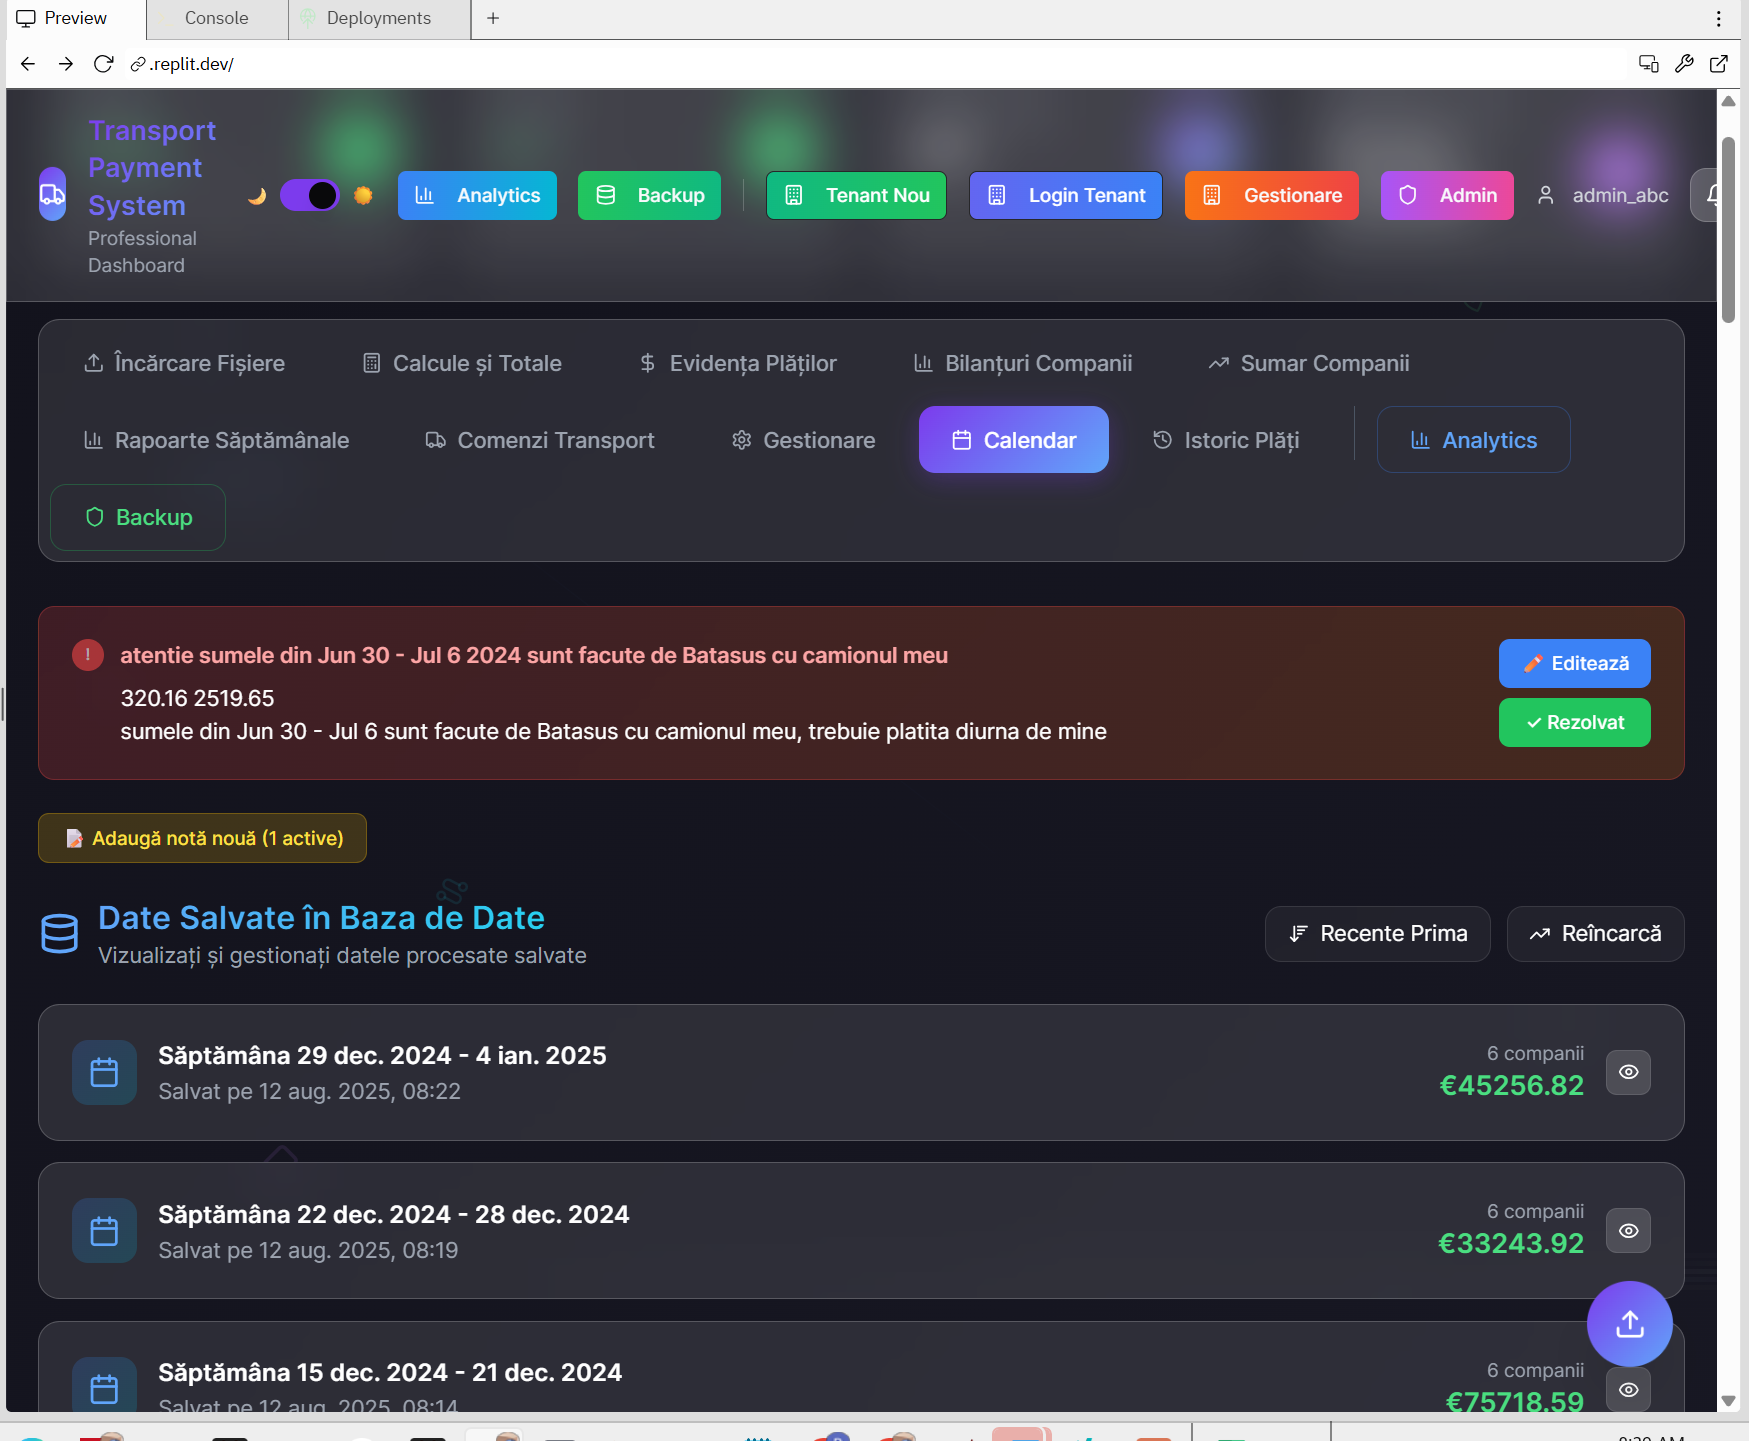 Preview
Console
Deployments
.replit.dev/
Transport
Payment
System
Professional
Dashboard
Analytics
Backup
Tenant Nou
Login Tenant
Gestionare
Admin
admin_abc
Încărcare Fișiere
Calcule și Totale
Evidența Plăților
Bilanțuri Companii
Sumar Companii
Rapoarte Săptămânale
Comenzi Transport
Gestionare
Calendar
Istoric Plăți
Analytics
Backup
atentie sumele din Jun 30 - Jul 6 2024 sunt facute de Batasus cu camionul meu
320.16 2519.65
sumele din Jun 30 - Jul 6 sunt facute de Batasus cu camionul meu, trebuie platita diurna de mine
Editează
Rezolvat
Adaugă notă nouă (1 active)
Date Salvate în Baza de Date
Vizualizați și gestionați datele procesate salvate
Recente Prima
Reîncarcă
Săptămâna 29 dec. 2024 - 4 ian. 2025
Salvat pe 12 aug. 2025, 08:22
6 companii
€45256.82
Săptămâna 22 dec. 2024 - 28 dec. 2024
Salvat pe 12 aug. 2025, 08:19
6 companii
€33243.92
Săptămâna 15 dec. 2024 - 21 dec. 2024
Salvat pe 12 aug. 2025, 08:14
6 companii
€75718.59